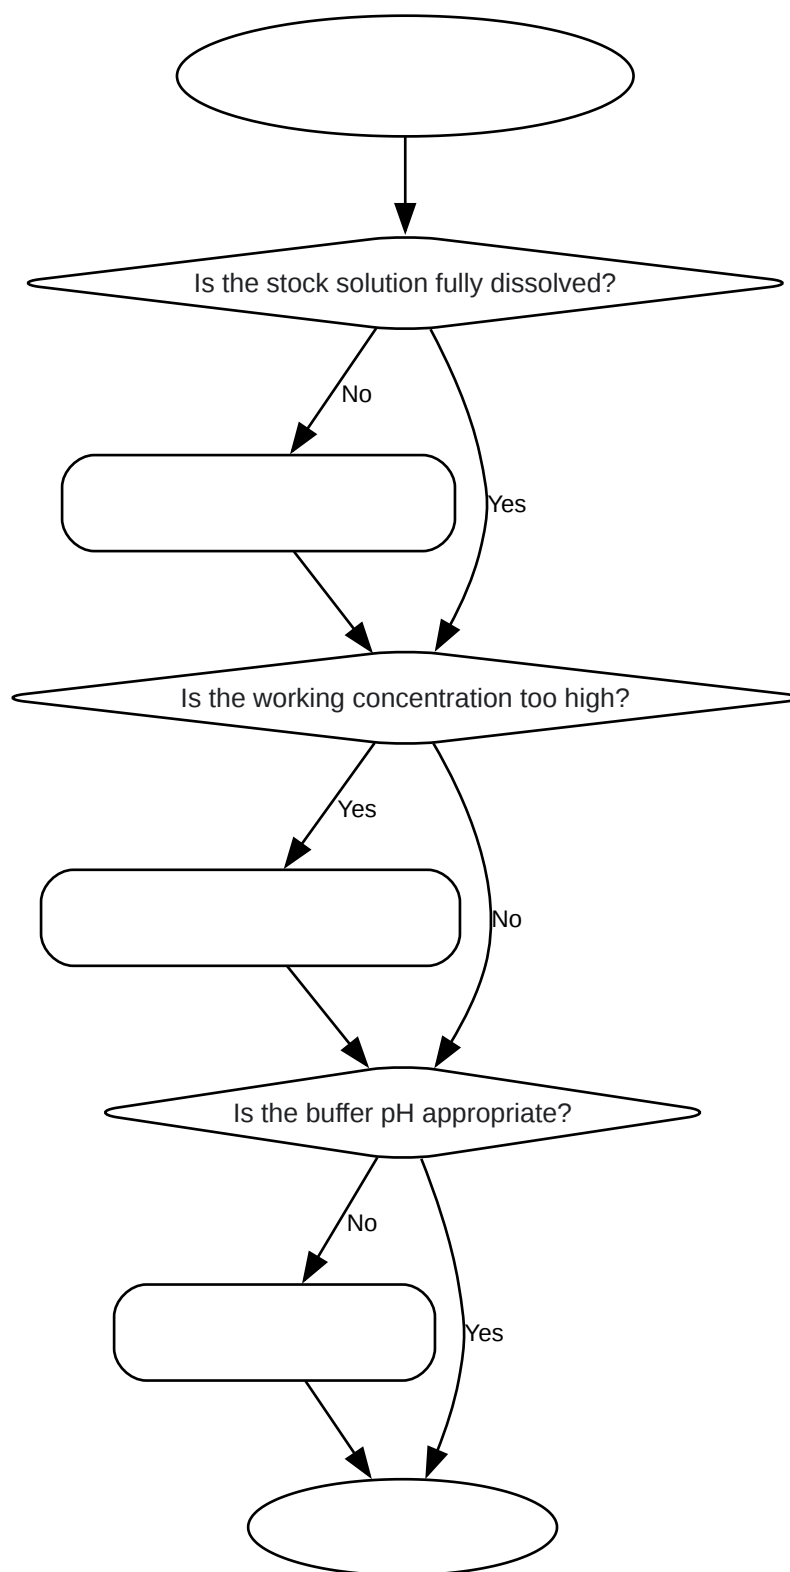 Is the stock solution fully dissolved?
No
Yes
Is the working concentration too high?
Yes
No
Is the buffer pH appropriate?
No
Yes